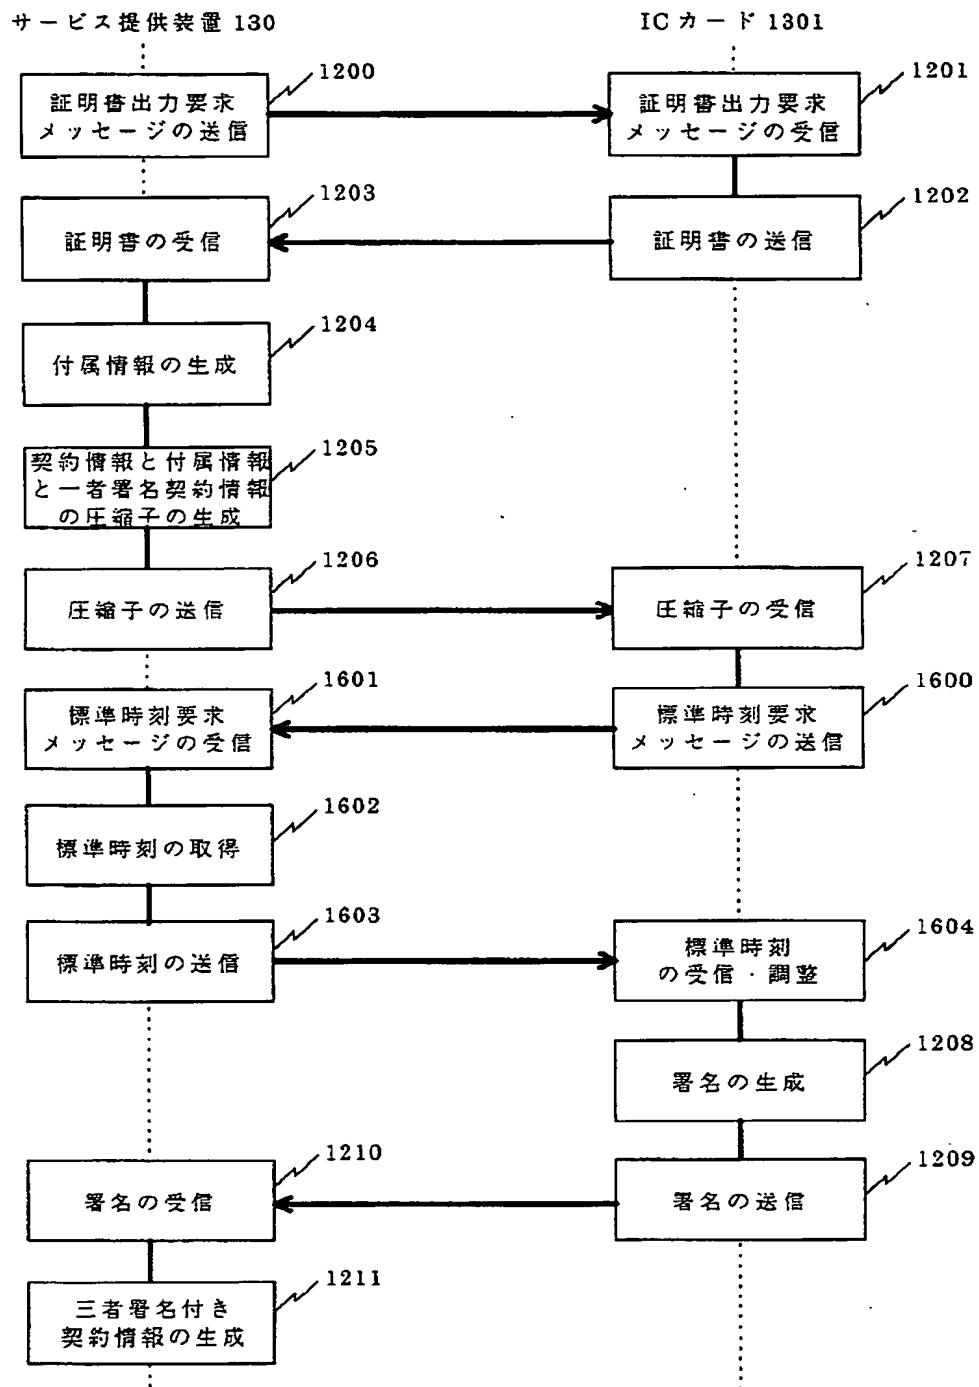 サービス提供装置 130
ICカード 1301
1200
証明書出力要求
メッセージの送信
1201
証明書出力要求
メッセージの受信
1203
証明書の受信
1202
証明書の送信
1204
付属情報の生成
1205
契約情報と付属情報
と一者署名契約情報
の圧縮子の生成
1206
圧縮子の送信
1207
圧縮子の受信
1601
標準時刻要求
メッセージの受信
1600
標準時刻要求
メッセージの送信
1602
標準時刻の取得
1603
標準時刻の送信
1604
標準時刻
の受信・調整
1208
署名の生成
1210
署名の受信
1209
署名の送信
1211
三者署名付き
契約情報の生成